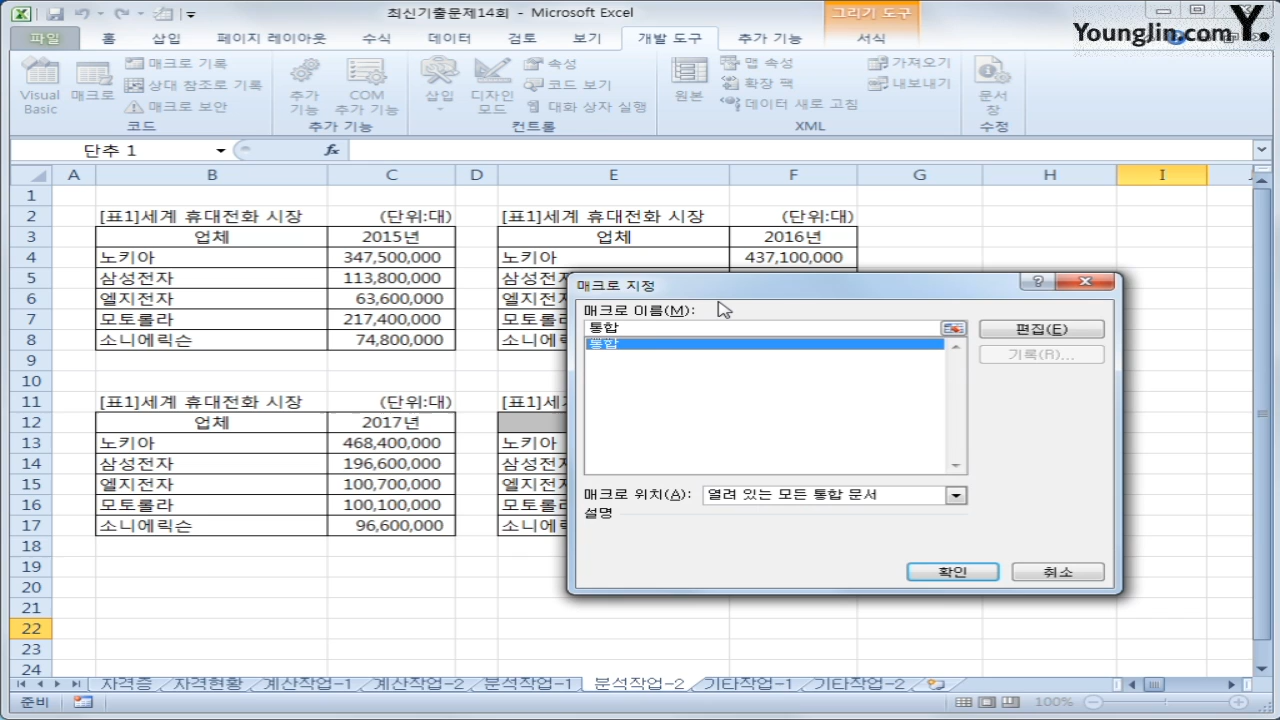 최신기출문제14회 - Microsoft Excel
그리기 도구
Younglin.com Y.
파일 홈 삽입 페이지 레이아웃 수식 데이터 검토 보기 개발 도구 추가 기능 서식
Visual Basic
매크로
매크로 기록
상대 참조로 기록
매크로 보안
코드
추가 기능
COM 추가 기능
추가 기능
삽입
디자인 모드
속성
코드 보기
대화 상자 실행
컨트롤
원본
맵 속성
확장 팩
데이터 새로 고침
가져오기
내보내기
XML
문서 창
수정
단추 1 fx
A B C D E F G H I
1
2 [표1]세계 휴대전화 시장 (단위:대) [표1]세계 휴대전화 시장 (단위:대)
3 업체 2015년 업체 2016년
4 노키아 347,500,000 노키아 437,100,000
5 삼성전자 113,800,000 삼성전
6 엘지전자 63,600,000 엘지전
7 모토롤라 217,400,000 모토롤
8 소니에릭슨 74,800,000 소니에
9
10
11 [표1]세계 휴대전화 시장 (단위:대) [표1]세
12 업체 2017년
13 노키아 468,400,000 노키아
14 삼성전자 196,600,000 삼성전
15 엘지전자 100,700,000 엘지전
16 모토롤라 100,100,000 모토롤
17 소니에릭슨 96,600,000 소니에
18
19
20
21
22
23
24
매크로 지정
매크로 이름(M):
통합
편집(E)
통합
기록(R)...
매크로 위치(A): 열려 있는 모든 통합 문서
설명
확인 취소
자격증 자격현황 계산작업-1 계산작업-2 분석작업-1 분석작업-2 기타작업-1 기타작업-2
준비 100%